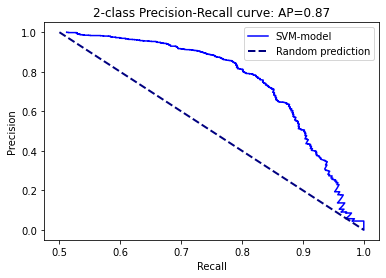 2-class Precision-Recall curve: AP=0.87
SVM-model
Random prediction
Precision
1.0
0.8
0.6
0.4
0.2
0.0
0.5 0.6 0.7 0.8 0.9 1.0
Recall